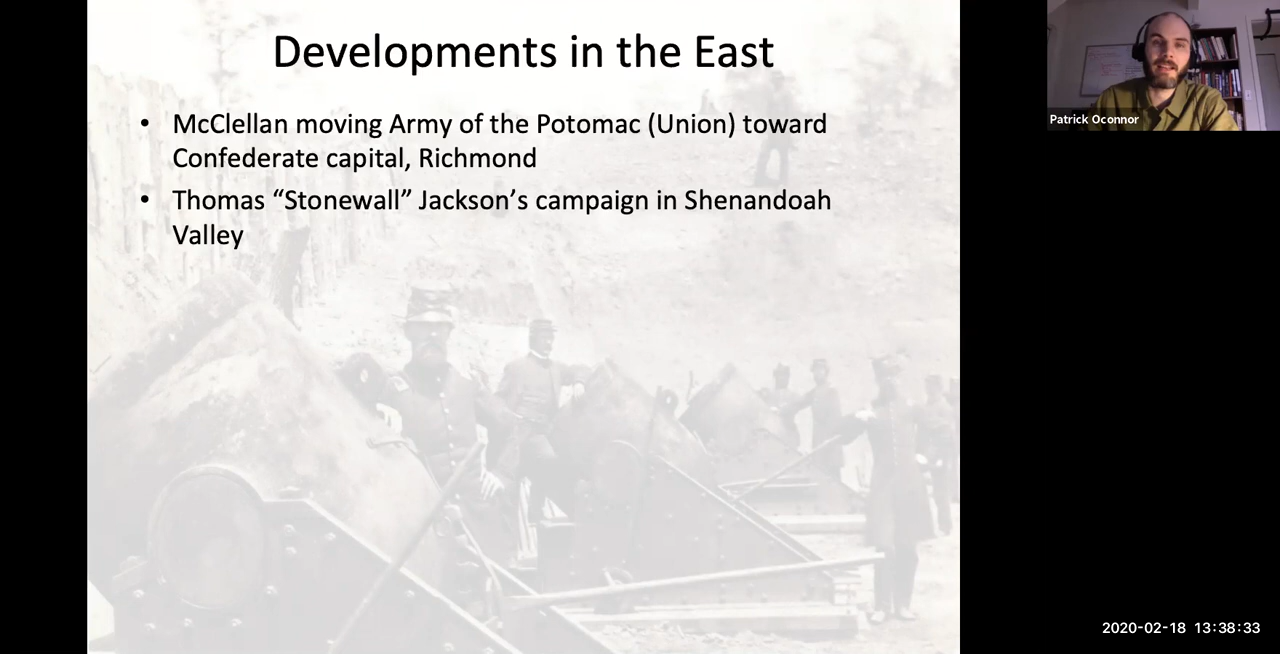 Developments in the East
• McClellan moving Army of the Potomac (Union) toward
Confederate capital, Richmond
• Thomas “Stonewall” Jackson’s campaign in Shenandoah
Valley
Patrick Oconnor
2020-02-18 13:38:33